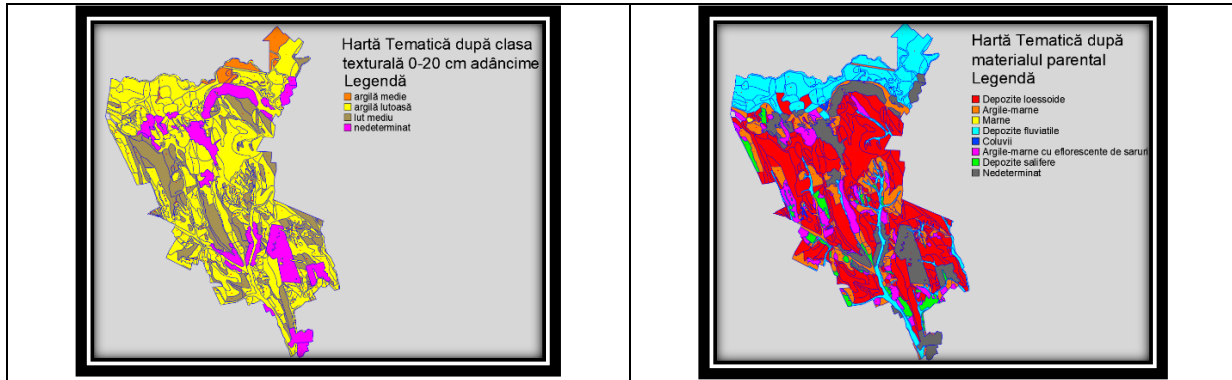 Hartă Tematică după clasa
texturală 0-20 cm adâncime
Legendă
argilă medie
argilă lutoasă
lut mediu
nedeterminat
Hartă Tematică după
materialul parental
Legendă
Depozite loessoide
Argile-marne
Marne
Depozite fluviatile
Coluvii
Argile-marne cu eflorescente de saruri
Depozite salifere
Nedeterminat